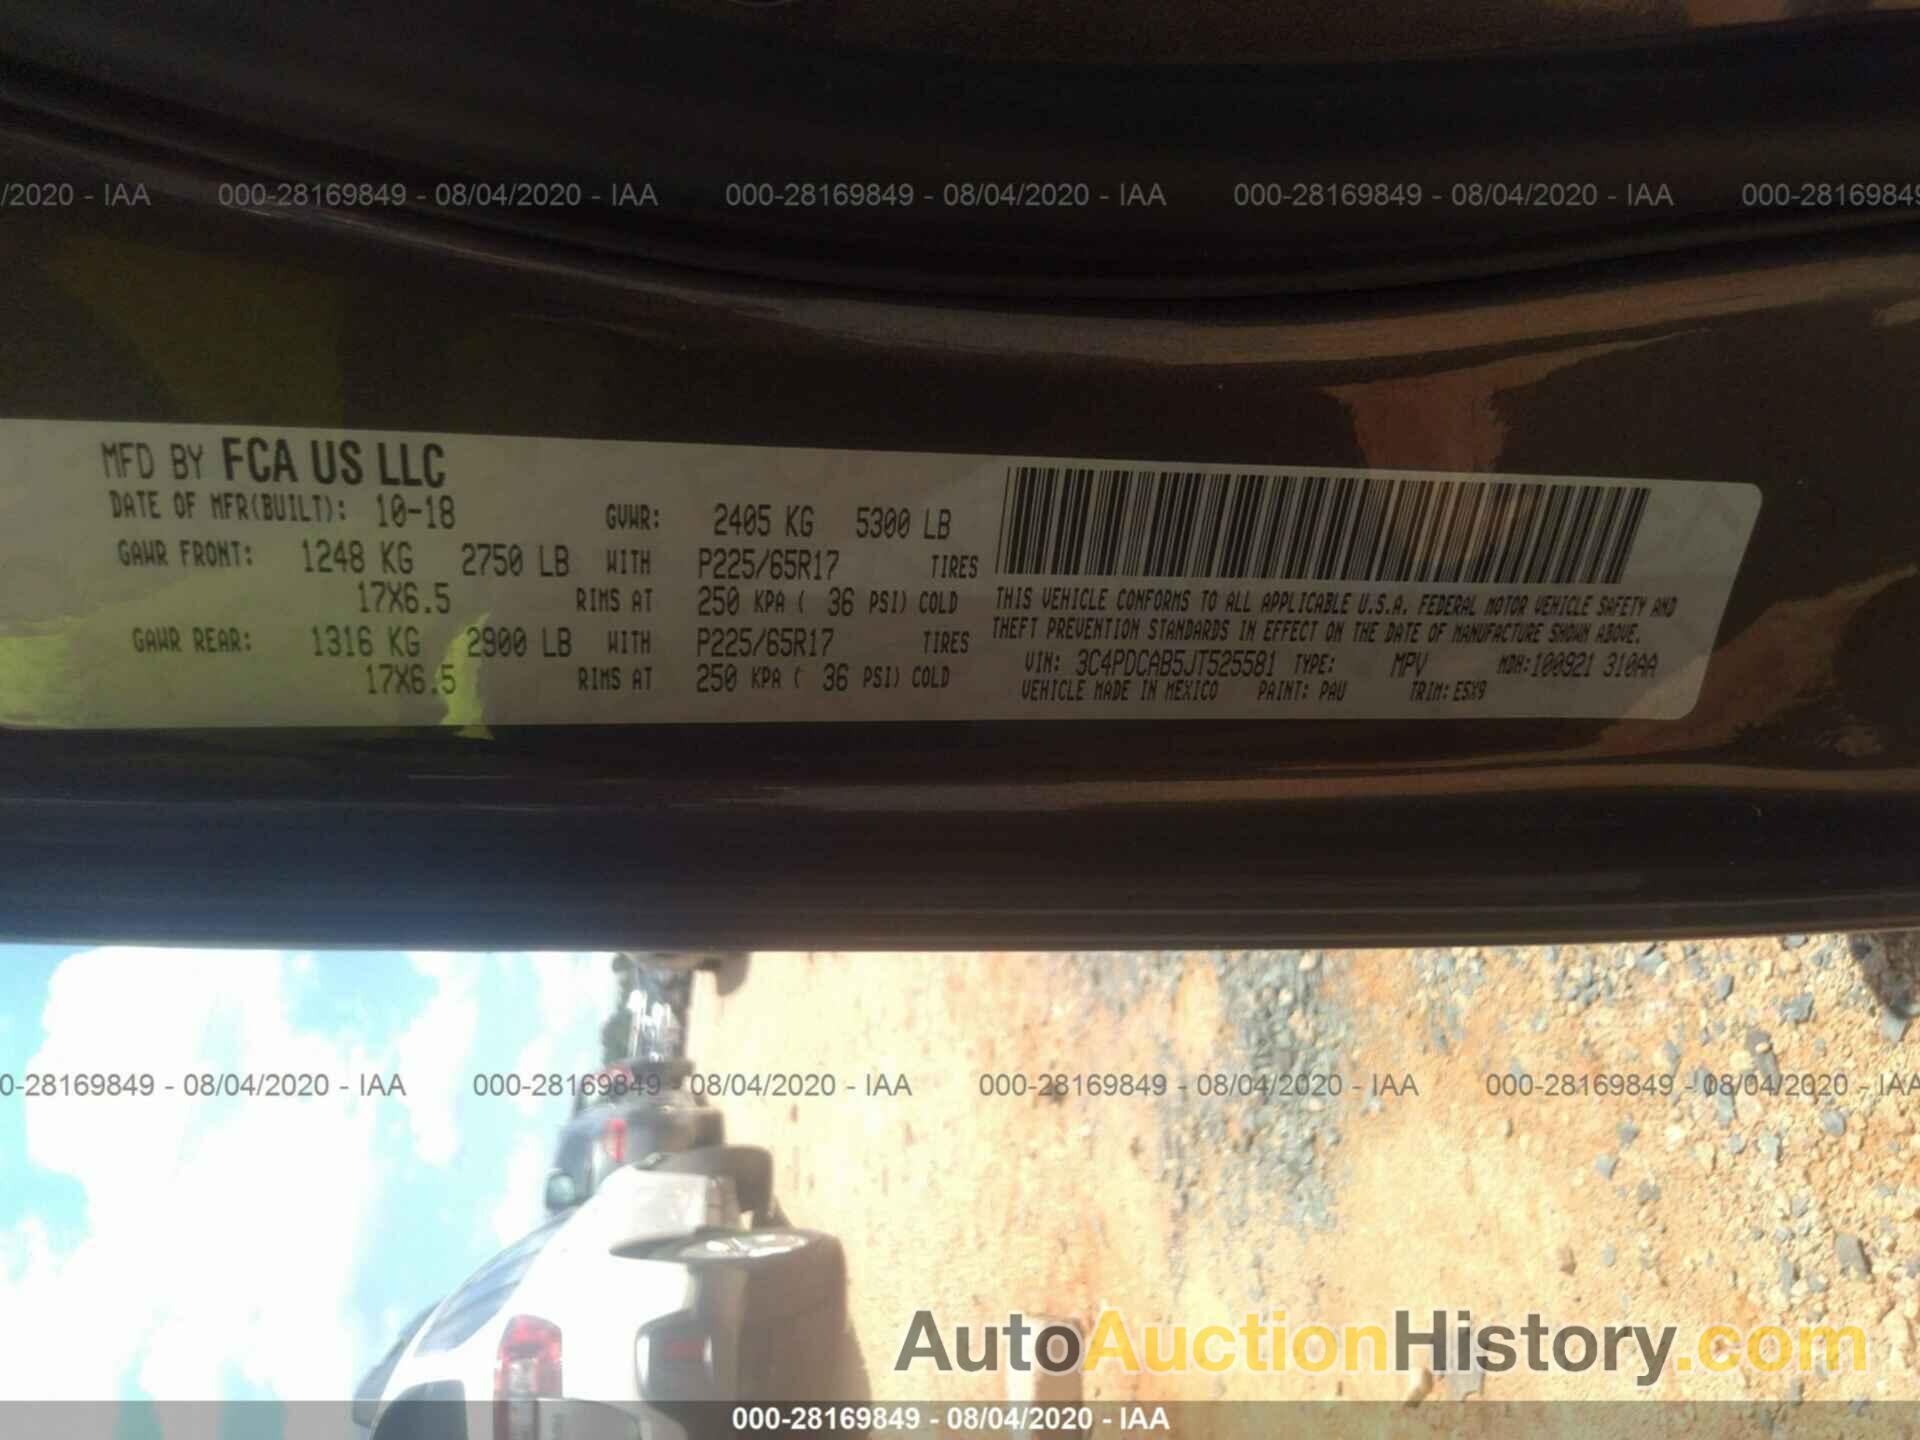 /2020 - IAA 000-28169849 - 08/04/2020 - IAA 000-28169849 - 08/04/2020 - IAA 000-28169849 - 08/04/2020 - IAA 000-2816984
MFD BY FCA US LLC
DATE OF MFR(BUILT): 10-18 GVWR: 2405 KG 5300 LB
GAWR FRONT: 1248 KG 2750 LB WITH P225/65R17 TIRES
17X6.5 RIMS AT 250 KPA ( 36 PSI) COLD
GAWR REAR: 1316 KG 2900 LB WITH P225/65R17 TIRES
17X6.5 RIMS AT 250 KPA ( 36 PSI) COLD
THIS VEHICLE CONFORMS TO ALL APPLICABLE U.S.A. FEDERAL MOTOR VEHICLE SAFETY AND
THEFT PREVENTION STANDARDS IN EFFECT ON THE DATE OF MANUFACTURE SHOWN ABOVE.
VIN: 3C4PDCAB5JT525581 TYPE: MPV MDH:100921 310AA
VEHICLE MADE IN MEXICO PAINT: PAU TRIM: E5X9
0-28169849 - 08/04/2020 - IAA 000-28169849 - 08/04/2020 - IAA 000-28169849 - 08/04/2020 - IAA 000-28169849 - 08/04/2020 - IAA
AutoAuctionHistory.com
000-28169849 - 08/04/2020 - IAA